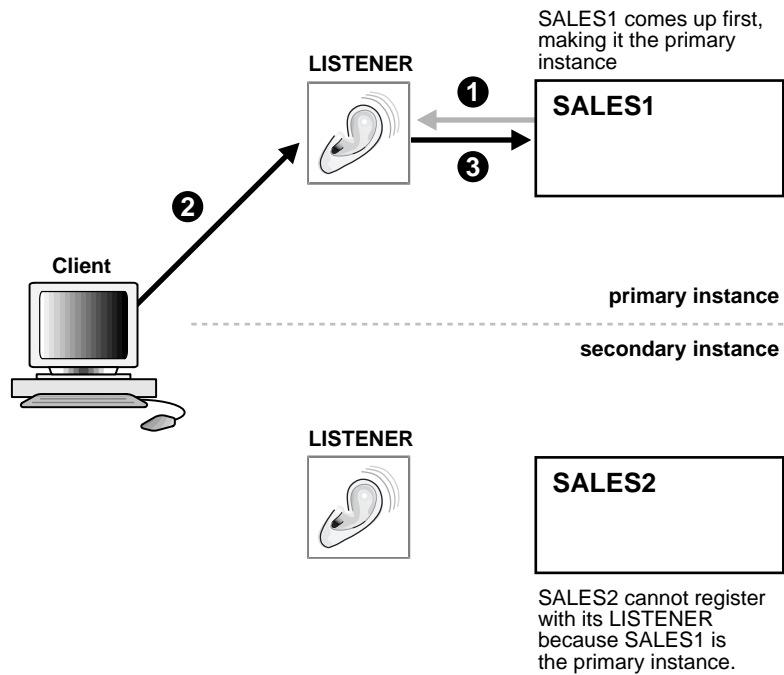 SALES1 comes up first,
making it the primary
instance
LISTENER
1
SALES1
3
2
Client
primary instance
secondary instance
LISTENER
SALES2
SALES2 cannot register
with its LISTENER
because SALES1 is
the primary instance.